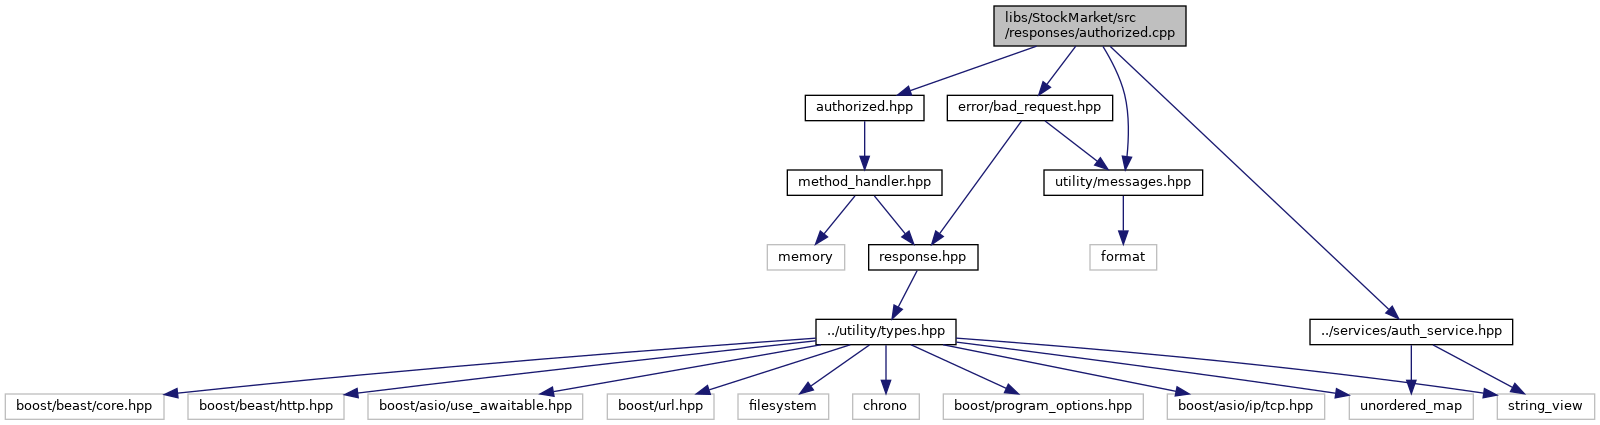 libs/StockMarket/src
/responses/authorized.cpp
authorized.hpp
error/bad_request.hpp
method_handler.hpp
utility/messages.hpp
memory
response.hpp
format
../utility/types.hpp
../services/auth_service.hpp
boost/beast/core.hpp
boost/beast/http.hpp
boost/asio/use_awaitable.hpp
boost/url.hpp
filesystem
chrono
boost/program_options.hpp
boost/asio/ip/tcp.hpp
unordered_map
string_view